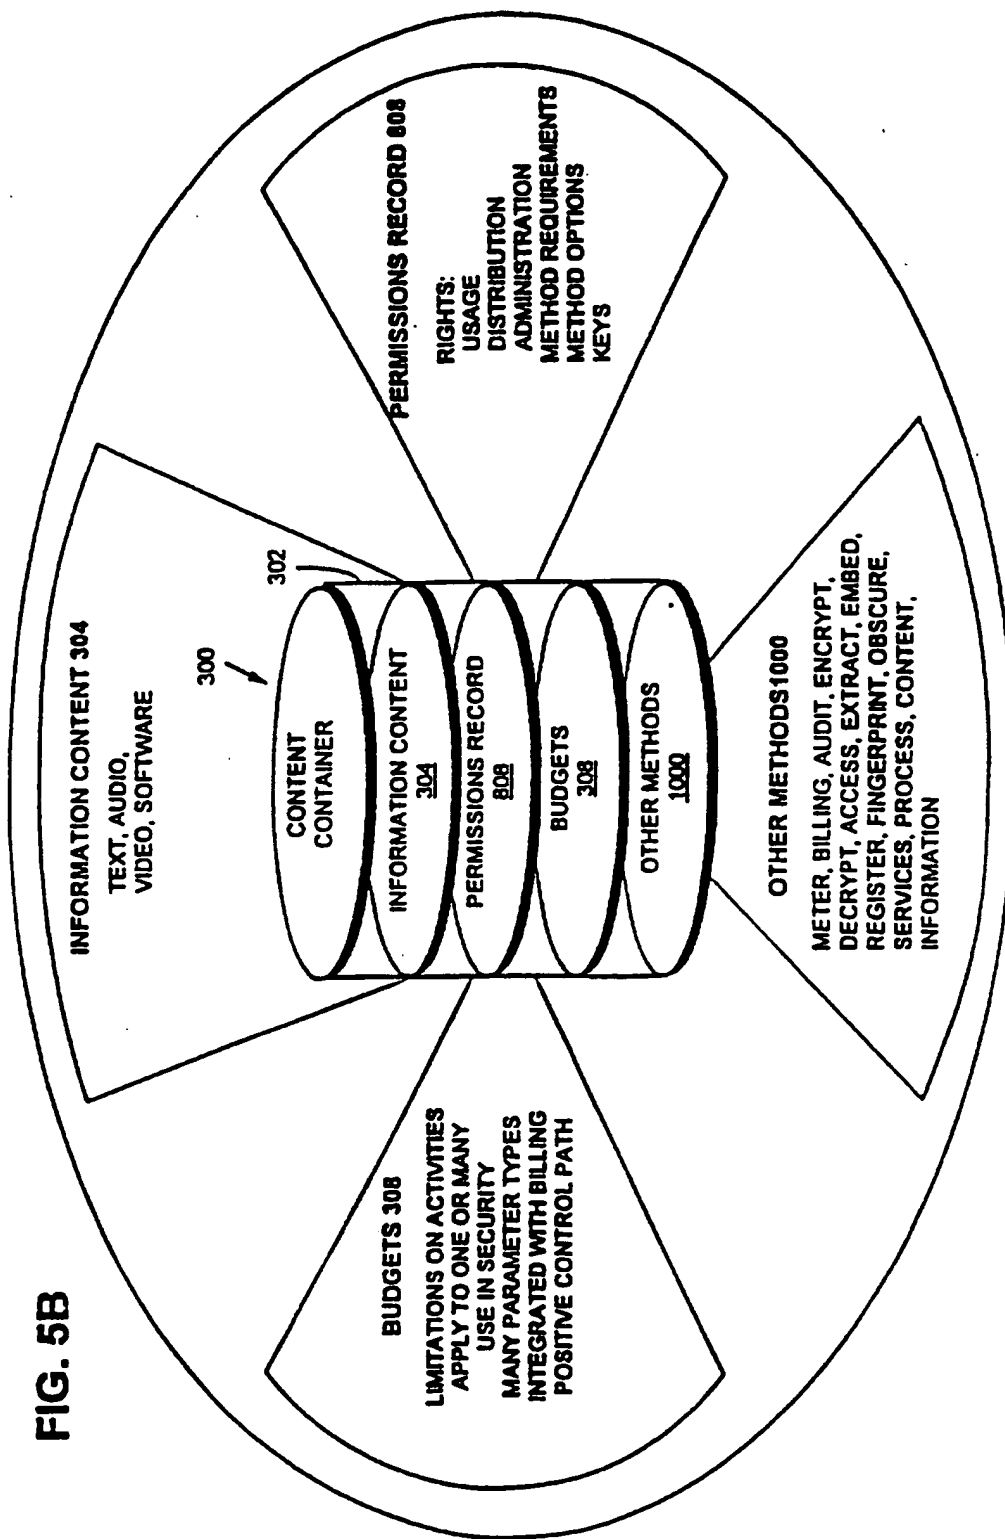 FIG. 5B
INFORMATION CONTENT 304
TEXT, AUDIO,
VIDEO, SOFTWARE
BUDGETS 308
LIMITATIONS ON ACTIVITIES
APPLY TO ONE OR MANY
USE IN SECURITY
MANY PARAMETER TYPES
INTEGRATED WITH BILLING
POSITIVE CONTROL PATH
300
302
CONTENT
CONTAINER
INFORMATION CONTENT
304
PERMISSIONS RECORD
808
BUDGETS
308
OTHER METHODS
1000
PERMISSIONS RECORD 808
RIGHTS:
USAGE
DISTRIBUTION
ADMINISTRATION
METHOD REQUIREMENTS
METHOD OPTIONS
KEYS
OTHER METHODS1000
METER, BILLING, AUDIT, ENCRYPT,
DECRYPT, ACCESS, EXTRACT, EMBED,
REGISTER, FINGERPRINT, OBSCURE,
SERVICES, PROCESS, CONTENT,
INFORMATION